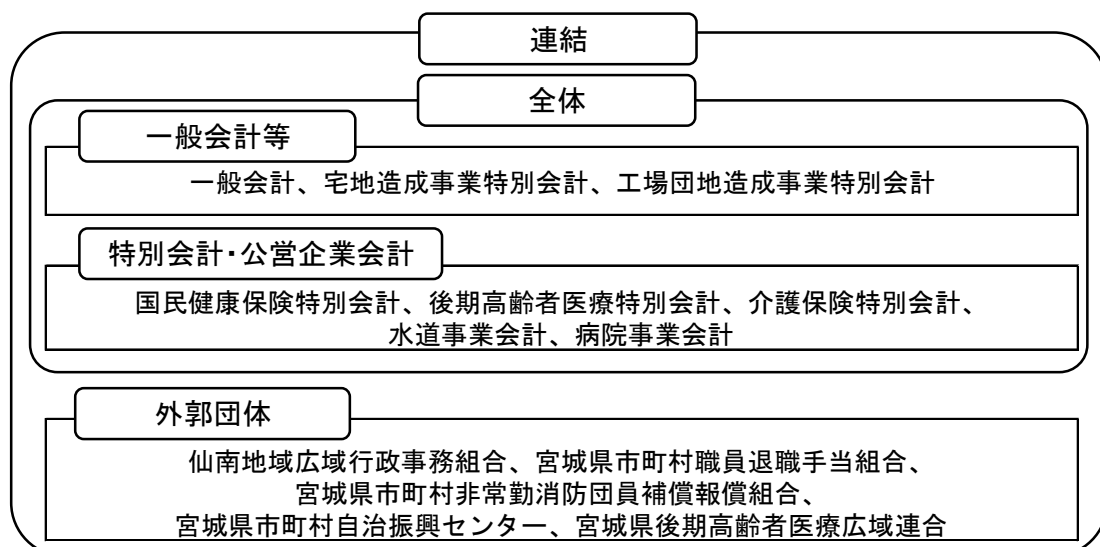 連結
全体
一般会計等
一般会計、宅地造成事業特別会計、工場団地造成事業特別会計
特別会計・公営企業会計
国民健康保険特別会計、後期高齢者医療特別会計、介護保険特別会計、
水道事業会計、病院事業会計
外郭団体
仙南地域広域行政事務組合、宮城県市町村職員退職手当組合、
宮城県市町村非常勤消防団員補償報償組合、
宮城県市町村自治振興センター、宮城県後期高齢者医療広域連合